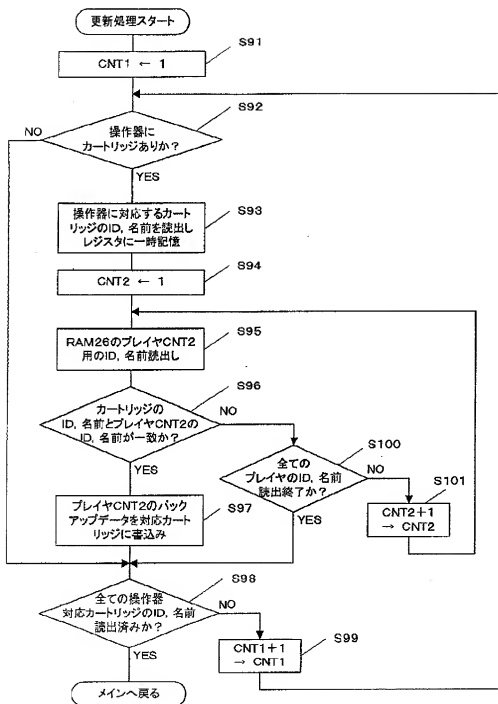 更新処理スタート
S91
CNT1 ← 1
S92
操作器に
カートリッジありか?
NO
YES
S93
操作器に対応するカート
リッジのID, 名前を読出し
レジスタに一時記憶
S94
CNT2 ← 1
S95
RAM26のプレイヤCNT2
用のID, 名前読出し
S96
カートリッジの
ID, 名前とプレイヤCNT2の
ID, 名前が一致か?
NO
YES
S100
全ての
プレイヤのID, 名前
読出終了か?
NO
YES
S101
CNT2+1
→ CNT2
S97
プレイヤCNT2のバック
アップデータを対応カート
リッジに書込み
S98
全ての操作器
対応カートリッジのID, 名前
読出済みか?
NO
YES
S99
CNT1+1
→ CNT1
メインへ戻る